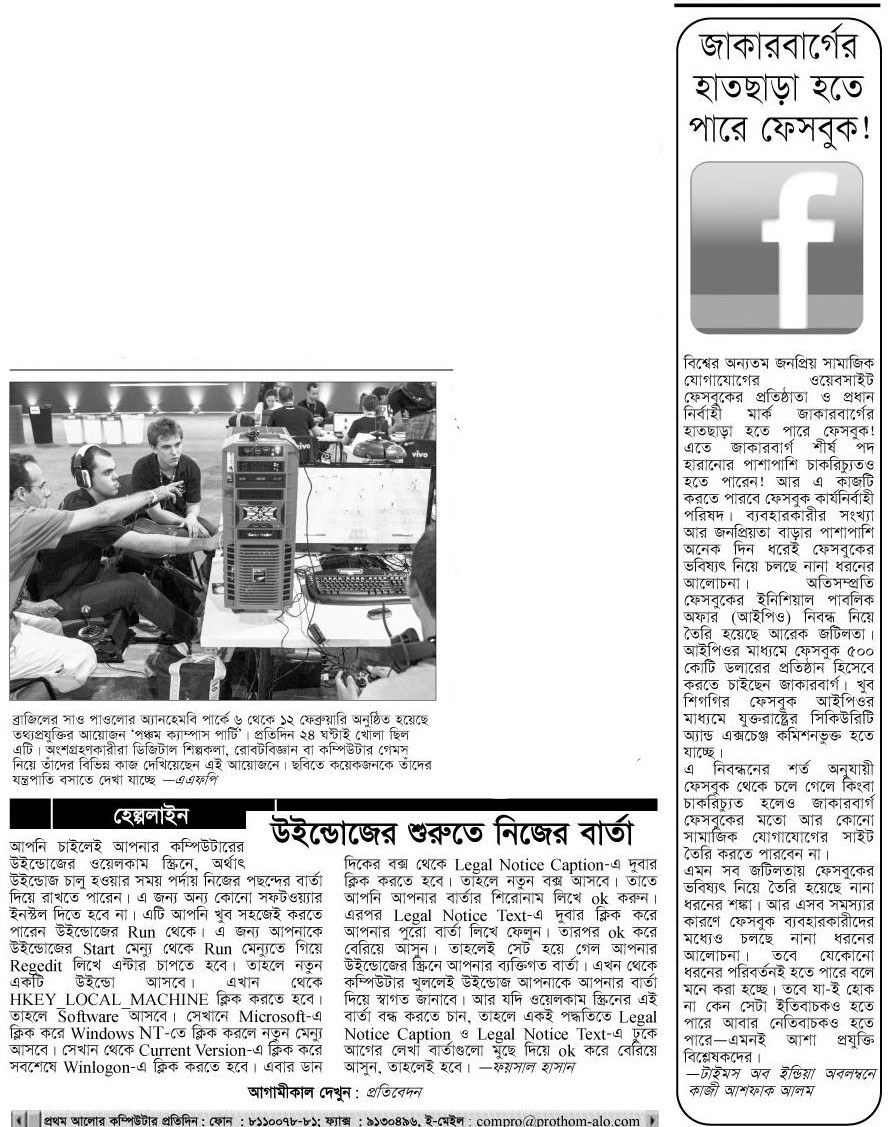 জাকারবার্গের
হাতছাড়া হতে
পারে ফেসবুক!
f
বিশ্বের অন্যতম জনপ্রিয় সামাজিক
যোগাযোগের ওয়েবসাইট
ফেসবুকের প্রতিষ্ঠাতা ও প্রধান
নির্বাহী মার্ক জাকারবার্গের
হাতছাড়া হতে পারে ফেসবুক!
এতে জাকারবার্গ শীর্ষ পদ
হারানোর পাশাপাশি চাকরিচ্যুতও
হতে পারেন! আর এ কাজটি
করতে পারবে ফেসবুক কার্যনির্বাহী
পরিষদ। ব্যবহারকারীর সংখ্যা
আর জনপ্রিয়তা বাড়ার পাশাপাশি
অনেক দিন ধরেই ফেসবুকের
ভবিষ্যৎ নিয়ে চলছে নানা ধরনের
আলোচনা। অতিসম্প্রতি
ফেসবুকের ইনিশিয়াল পাবলিক
অফার (আইপিও) নিবন্ধ নিয়ে
তৈরি হয়েছে আরেক জটিলতা।
আইপিওর মাধ্যমে ফেসবুক ৫০০
কোটি ডলারের প্রতিষ্ঠান হিসেবে
করতে চাইছেন জাকারবার্গ। খুব
শিগগির ফেসবুক আইপিওর
মাধ্যমে যুক্তরাষ্ট্রের সিকিউরিটি
অ্যান্ড এক্সচেঞ্জ কমিশনভুক্ত হতে
যাচ্ছে।
এ নিবন্ধনের শর্ত অনুযায়ী
ফেসবুক থেকে চলে গেলে কিংবা
চাকরিচ্যুত হলেও জাকারবার্গ
ফেসবুকের মতো আর কোনো
সামাজিক যোগাযোগের সাইট
তৈরি করতে পারবেন না।
এমন সব জটিলতায় ফেসবুকের
ভবিষ্যৎ নিয়ে তৈরি হয়েছে নানা
ধরনের শঙ্কা। আর এসব সমস্যার
কারণে ফেসবুক ব্যবহারকারীদের
মধ্যেও চলছে নানা ধরনের
আলোচনা। তবে যেকোনো
ধরনের পরিবর্তনই হতে পারে বলে
মনে করা হচ্ছে। তবে যা-ই হোক
না কেন সেটা ইতিবাচকও হতে
পারে আবার নেতিবাচকও হতে
পারে—এমনই আশা প্রযুক্তি
বিশ্লেষকদের।
—টাইমস অব ইন্ডিয়া অবলম্বনে
কাজী আশফাক আলম
vivo
vivo
ব্রাজিলের সাও পাওলোর অ্যানহেমবি পার্কে ৬ থেকে ১২ ফেব্রুয়ারি অনুষ্ঠিত হয়েছে
তথ্যপ্রযুক্তির আয়োজন 'পঞ্চম ক্যাম্পাস পার্টি'। প্রতিদিন ২৪ ঘণ্টাই খোলা ছিল
এটি। অংশগ্রহণকারীরা ডিজিটাল শিল্পকলা, রোবটবিজ্ঞান বা কম্পিউটার গেমস
নিয়ে তাঁদের বিভিন্ন কাজ দেখিয়েছেন এই আয়োজনে। ছবিতে কয়েকজনকে তাঁদের
যন্ত্রপাতি বসাতে দেখা যাচ্ছে —এএফপি
হেল্পলাইন
উইন্ডোজের শুরুতে নিজের বার্তা
আপনি চাইলেই আপনার কম্পিউটারের
উইন্ডোজের ওয়েলকাম স্ক্রিনে, অর্থাৎ
উইন্ডোজ চালু হওয়ার সময় পর্দায় নিজের পছন্দের বার্তা
দিয়ে রাখতে পারেন। এ জন্য অন্য কোনো সফটওয়্যার
ইনস্টল দিতে হবে না। এটি আপনি খুব সহজেই করতে
পারেন উইন্ডোজের Run থেকে। এ জন্য আপনাকে
উইন্ডোজের Start মেন্যু থেকে Run মেন্যুতে গিয়ে
Regedit লিখে এন্টার চাপতে হবে। তাহলে নতুন
একটি উইন্ডো আসবে। এখান থেকে
HKEY_LOCAL_MACHINE ক্লিক করতে হবে।
তাহলে Software আসবে। সেখানে Microsoft-এ
ক্লিক করে Windows NT-তে ক্লিক করলে নতুন মেন্যু
আসবে। সেখান থেকে Current Version-এ ক্লিক করে
সবশেষে Winlogon-এ ক্লিক করতে হবে। এবার ডান
দিকের বক্স থেকে Legal Notice Caption-এ দুবার
ক্লিক করতে হবে। তাহলে নতুন বক্স আসবে। তাতে
আপনি আপনার বার্তার শিরোনাম লিখে ok করুন।
এরপর Legal Notice Text-এ দুবার ক্লিক করে
আপনার পুরো বার্তা লিখে ফেলুন। তারপর ok করে
বেরিয়ে আসুন। তাহলেই সেট হয়ে গেল আপনার
উইন্ডোজের স্ক্রিনে আপনার ব্যক্তিগত বার্তা। এখন থেকে
কম্পিউটার খুললেই উইন্ডোজ আপনাকে আপনার বার্তা
দিয়ে স্বাগত জানাবে। আর যদি ওয়েলকাম স্ক্রিনের এই
বার্তা বন্ধ করতে চান, তাহলে একই পদ্ধতিতে Legal
Notice Caption ও Legal Notice Text-এ ঢুকে
আগের লেখা বার্তাগুলো মুছে দিয়ে ok করে বেরিয়ে
আসুন, তাহলেই হবে। —ফয়সাল হাসান
আগামীকাল দেখুন : প্রতিবেদন
প্রথম আলোর কম্পিউটার প্রতিদিন : ফোন : ৮১১০০৭৮-৮১; ফ্যাক্স : ৯১৩০৪৯৬, ই-মেইল : compro@prothom-alo.com